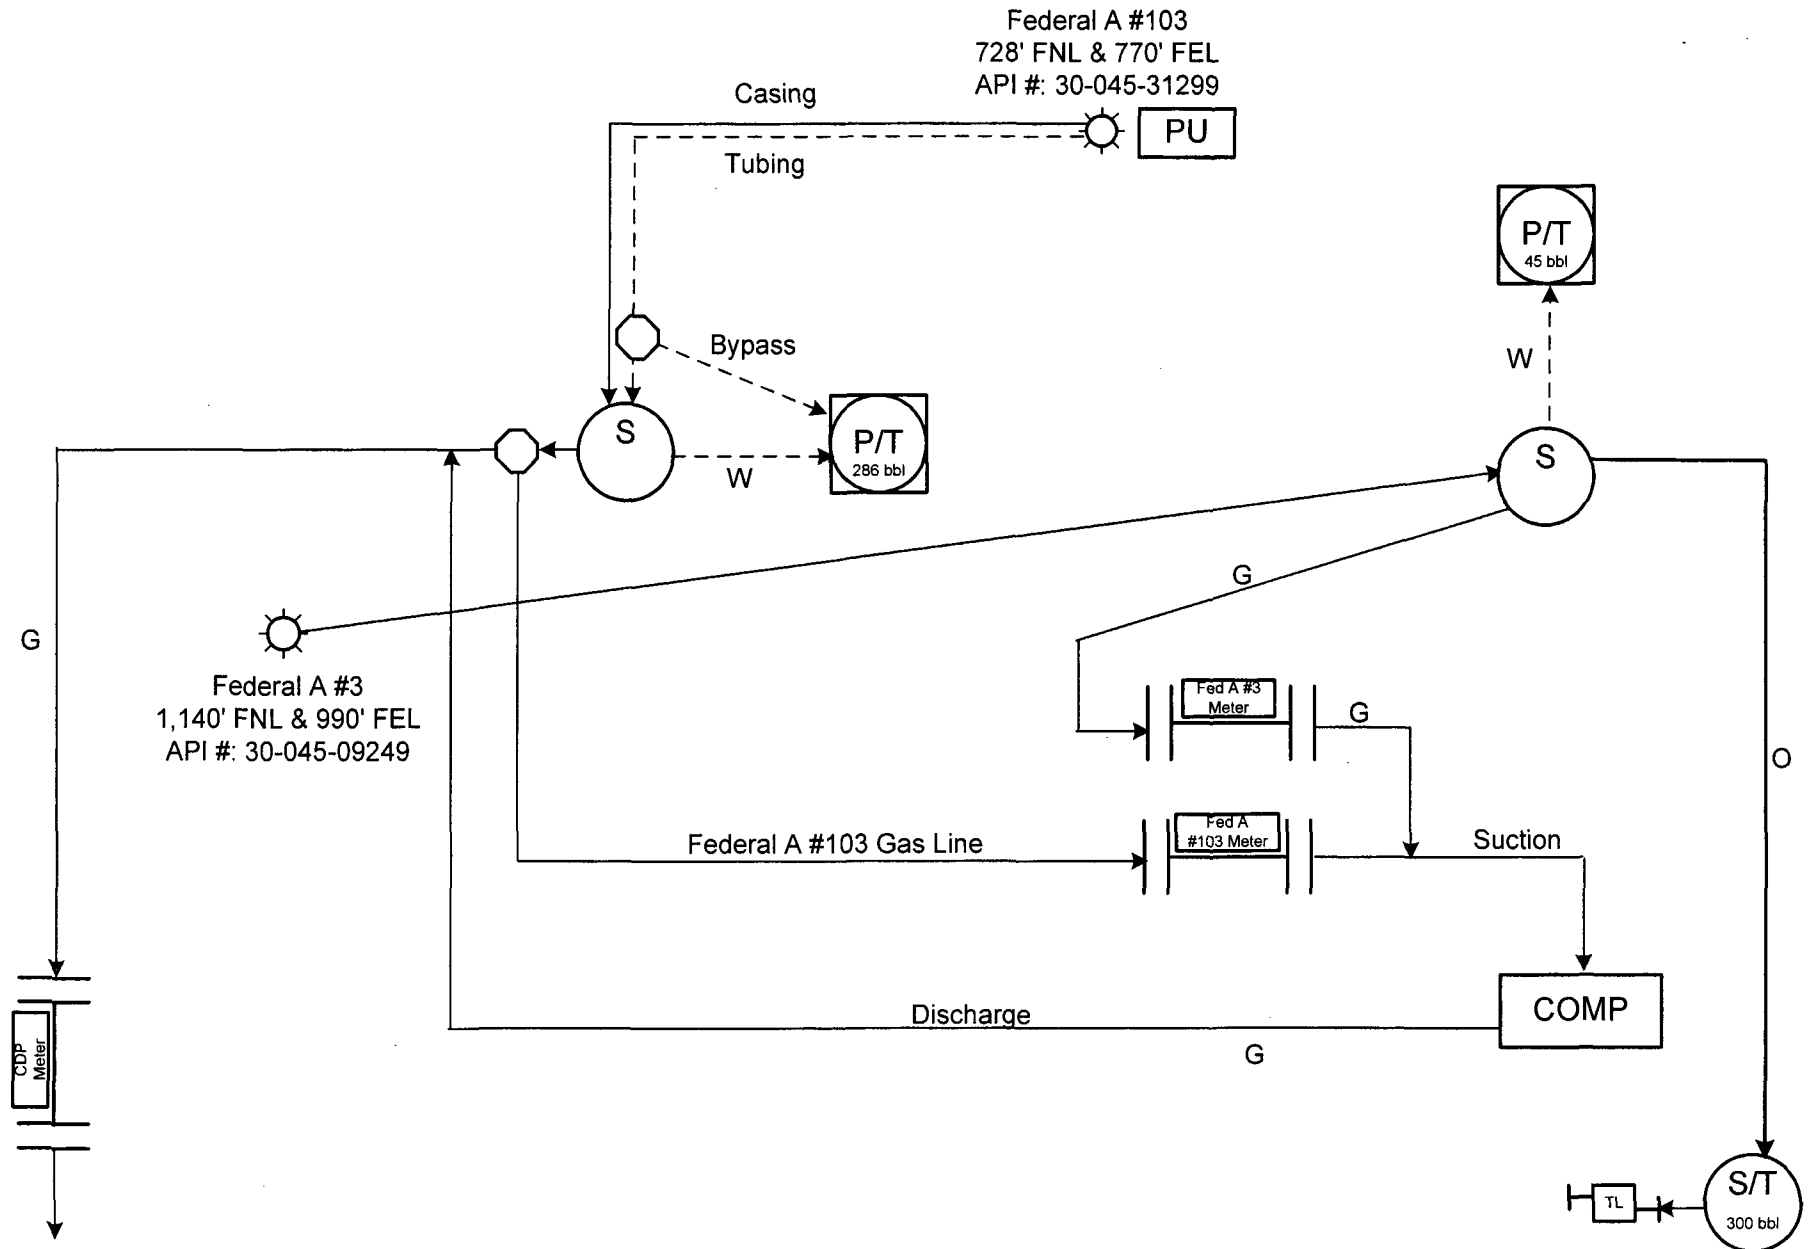 Federal A #103
728' FNL & 770' FEL
API #: 30-045-31299
Casing
PU
Tubing
P/T
45 bbl
Bypass
W
S
P/T
286 bbl
W
S
G
G
Federal A #3
1,140' FNL & 990' FEL
API #: 30-045-09249
Fed A #3
Meter
G
O
Fed A
#103 Meter
Federal A #103 Gas Line
Suction
COMP
Discharge
G
CDP
Meter
S/T
300 bbl
TL